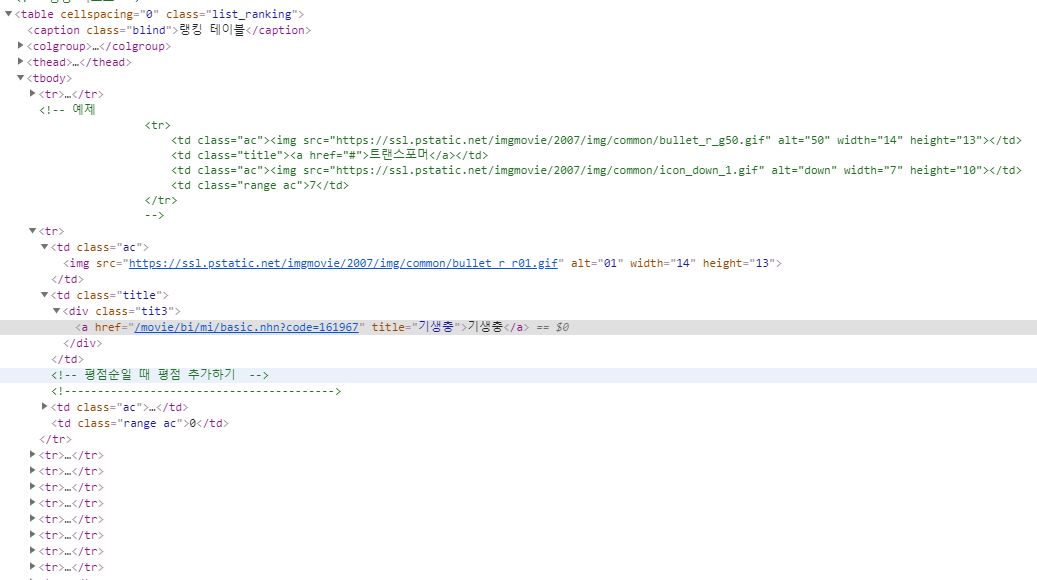 <table cellspacing="0" class="list_ranking">
<caption class="blind">랭킹 테이블</caption>
<colgroup>…</colgroup>
<thead>…</thead>
<tbody>
<tr>…</tr>
<!-- 예제
<tr>
<td class="ac"><img src="https://ssl.pstatic.net/imgmovie/2007/img/common/bullet_r_g50.gif" alt="50" width="14" height="13"></td>
<td class="title"><a href="#">트랜스포머</a></td>
<td class="ac"><img src="https://ssl.pstatic.net/imgmovie/2007/img/common/icon_down_1.gif" alt="down" width="7" height="10"></td>
<td class="range ac">7</td>
</tr>
-->
<tr>
<td class="ac">
<img src="https://ssl.pstatic.net/imgmovie/2007/img/common/bullet_r_r01.gif" alt="01" width="14" height="13">
</td>
<td class="title">
<div class="tit3">
<a href="/movie/bi/mi/basic.nhn?code=161967" title="기생충">기생충</a> == $0
</div>
</td>
<!-- 평점순일 때 평점 추가하기  -->
<!----------------------------------------->
<td class="ac">…</td>
<td class="range ac">0</td>
</tr>
<tr>…</tr>
<tr>…</tr>
<tr>…</tr>
<tr>…</tr>
<tr>…</tr>
<tr>…</tr>
<tr>…</tr>
<tr>…</tr>